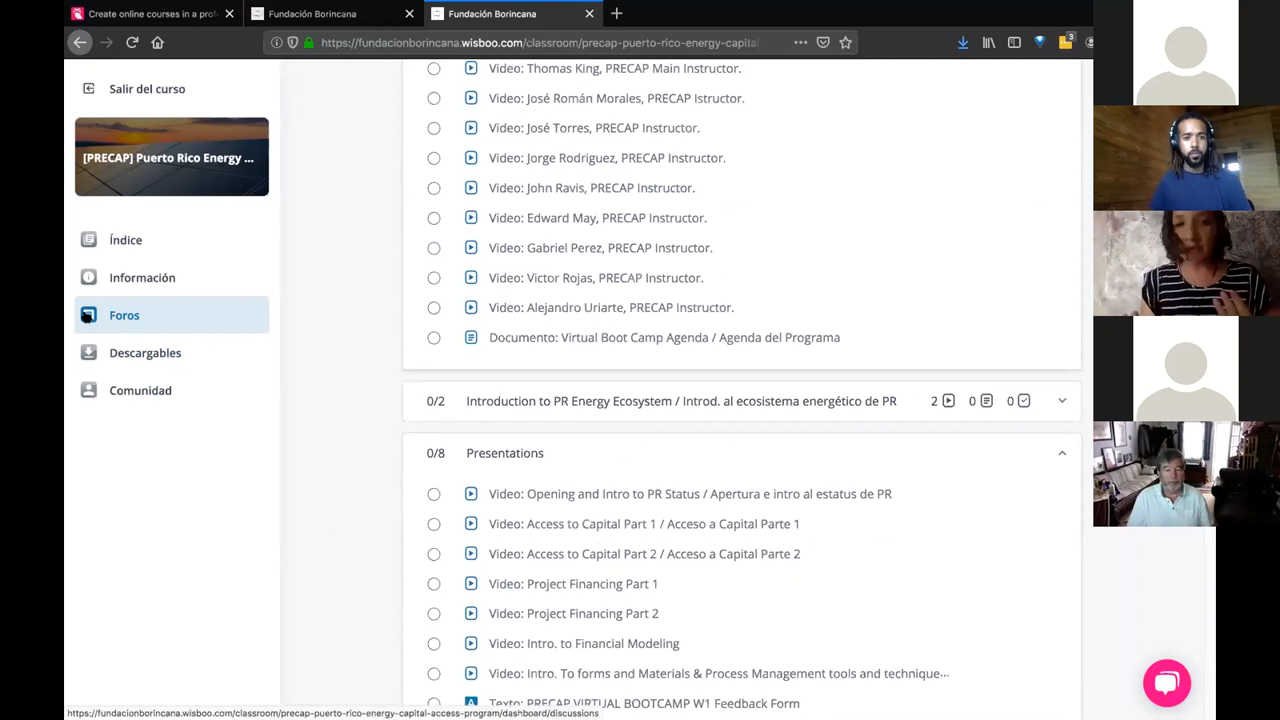 Create online courses in a prof
Fundación Borincana
Fundación Borincana
https://fundacionborincana.wisboo.com/classroom/precap-puerto-rico-energy-capital
3
Salir del curso
[PRECAP] Puerto Rico Energy ...
Índice
Información
Foros
Descargables
Comunidad
Video: Thomas King, PRECAP Main Instructor.
Video: José Román Morales, PRECAP Istructor.
Video: José Torres, PRECAP Instructor.
Video: Jorge Rodriguez, PRECAP Instructor.
Video: John Ravis, PRECAP Instructor.
Video: Edward May, PRECAP Instructor.
Video: Gabriel Perez, PRECAP Instructor.
Video: Victor Rojas, PRECAP Instructor.
Video: Alejandro Uriarte, PRECAP Instructor.
Documento: Virtual Boot Camp Agenda / Agenda del Programa
0/2 Introduction to PR Energy Ecosystem / Introd. al ecosistema energético de PR 2 0 0
0/8 Presentations
Video: Opening and Intro to PR Status / Apertura e intro al estatus de PR
Video: Access to Capital Part 1 / Acceso a Capital Parte 1
Video: Access to Capital Part 2 / Acceso a Capital Parte 2
Video: Project Financing Part 1
Video: Project Financing Part 2
Video: Intro. to Financial Modeling
Video: Intro. To forms and Materials & Process Management tools and technique...
Texto: PRECAP VIRTUAL BOOTCAMP W1 Feedback Form
https://fundacionborincana.wisboo.com/classroom/precap-puerto-rico-energy-capital-access-program/dashboard/discussions